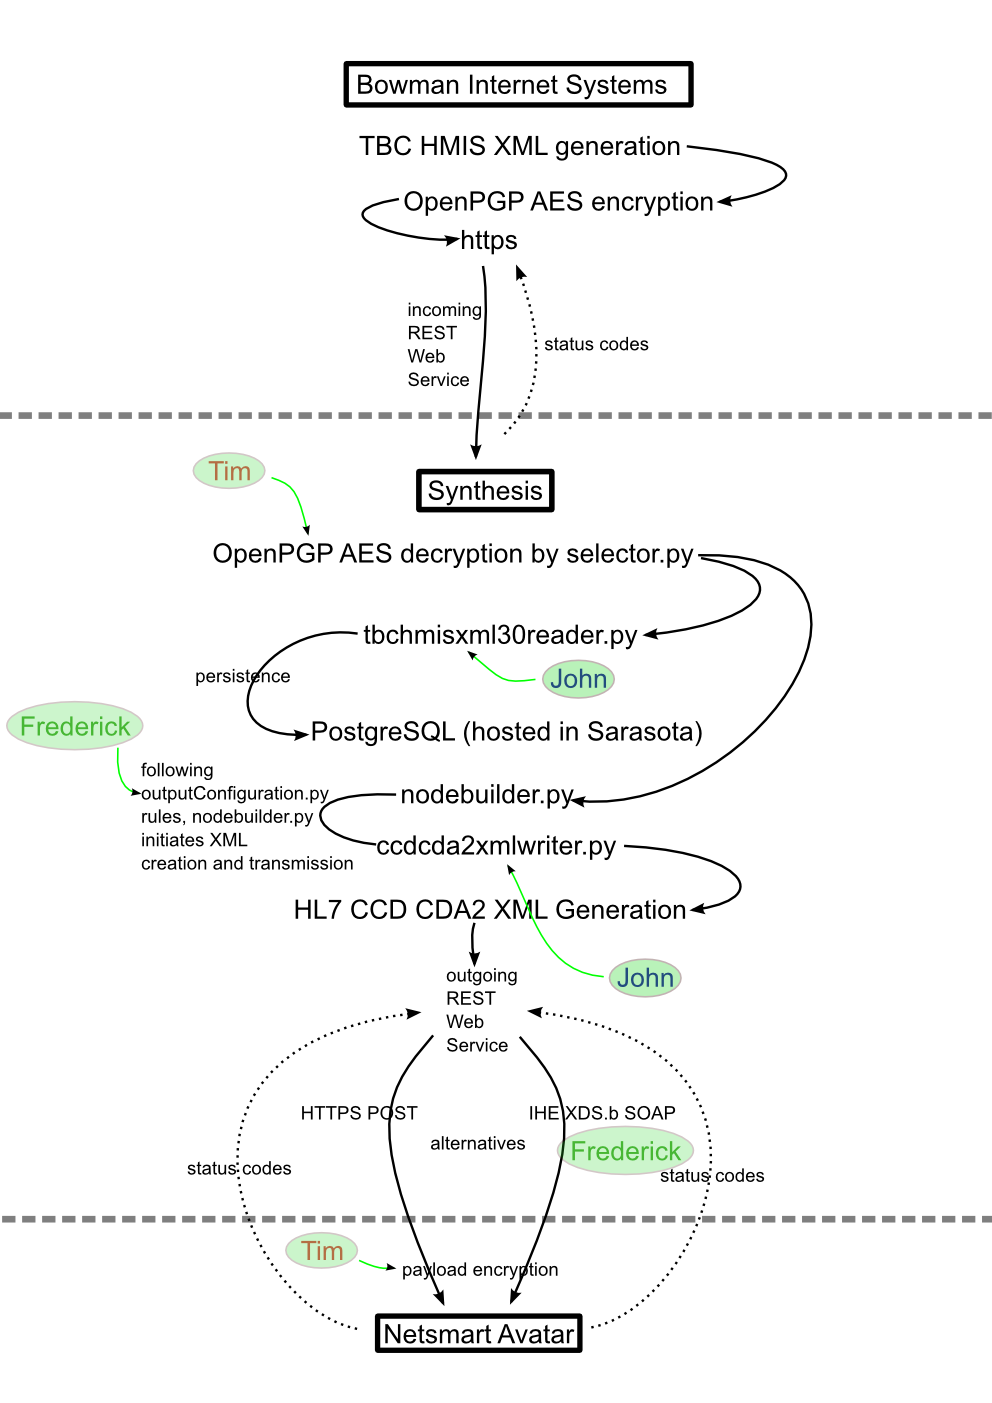 Bowman Internet Systems
TBC HMIS XML generation
OpenPGP AES encryption
https
incoming
REST
Web
Service
status codes
Tim
Synthesis
OpenPGP AES decryption by selector.py
tbchmisxml30reader.py
persistence
John
Frederick
PostgreSQL (hosted in Sarasota)
following
outputConfiguration.py
rules, nodebuilder.py
initiates XML
creation and transmission
nodebuilder.py
ccdcda2xmlwriter.py
HL7 CCD CDA2 XML Generation
John
outgoing
REST
Web
Service
HTTPS POST
IHE XDS.b SOAP
alternatives
Frederick
status codes
status codes
Tim
payload encryption
Netsmart Avatar